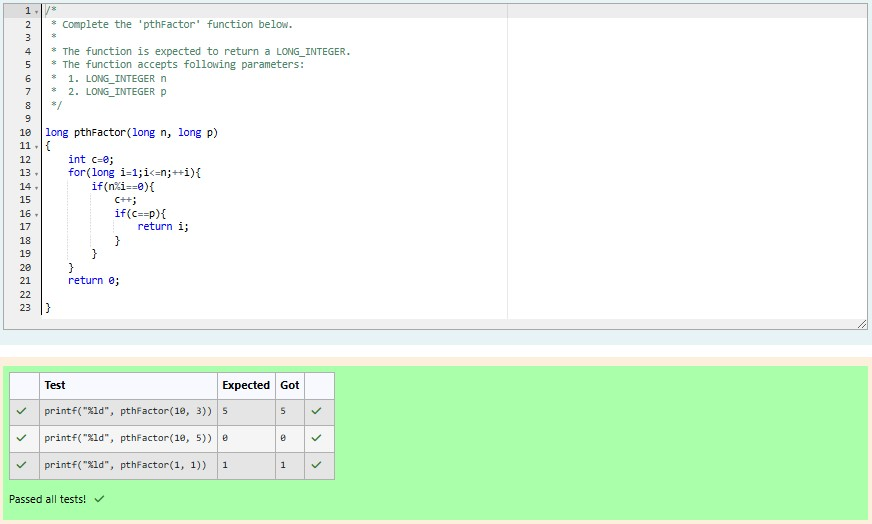 1 /*
2  * Complete the 'pthFactor' function below.
3  *
4  * The function is expected to return a LONG_INTEGER.
5  * The function accepts following parameters:
6  *  1. LONG_INTEGER n
7  *  2. LONG_INTEGER p
8  */
9
10 long pthFactor(long n, long p)
11 {
12     int c=0;
13     for(long i=1;i<=n;++i){
14         if(n%i==0){
15             c++;
16             if(c==p){
17                 return i;
18             }
19         }
20     }
21     return 0;
22
23 }
Test Expected Got
✓ printf("%ld", pthFactor(10, 3)) 5 5 ✓
✓ printf("%ld", pthFactor(10, 5)) 0 0 ✓
✓ printf("%ld", pthFactor(1, 1)) 1 1 ✓
Passed all tests! ✓